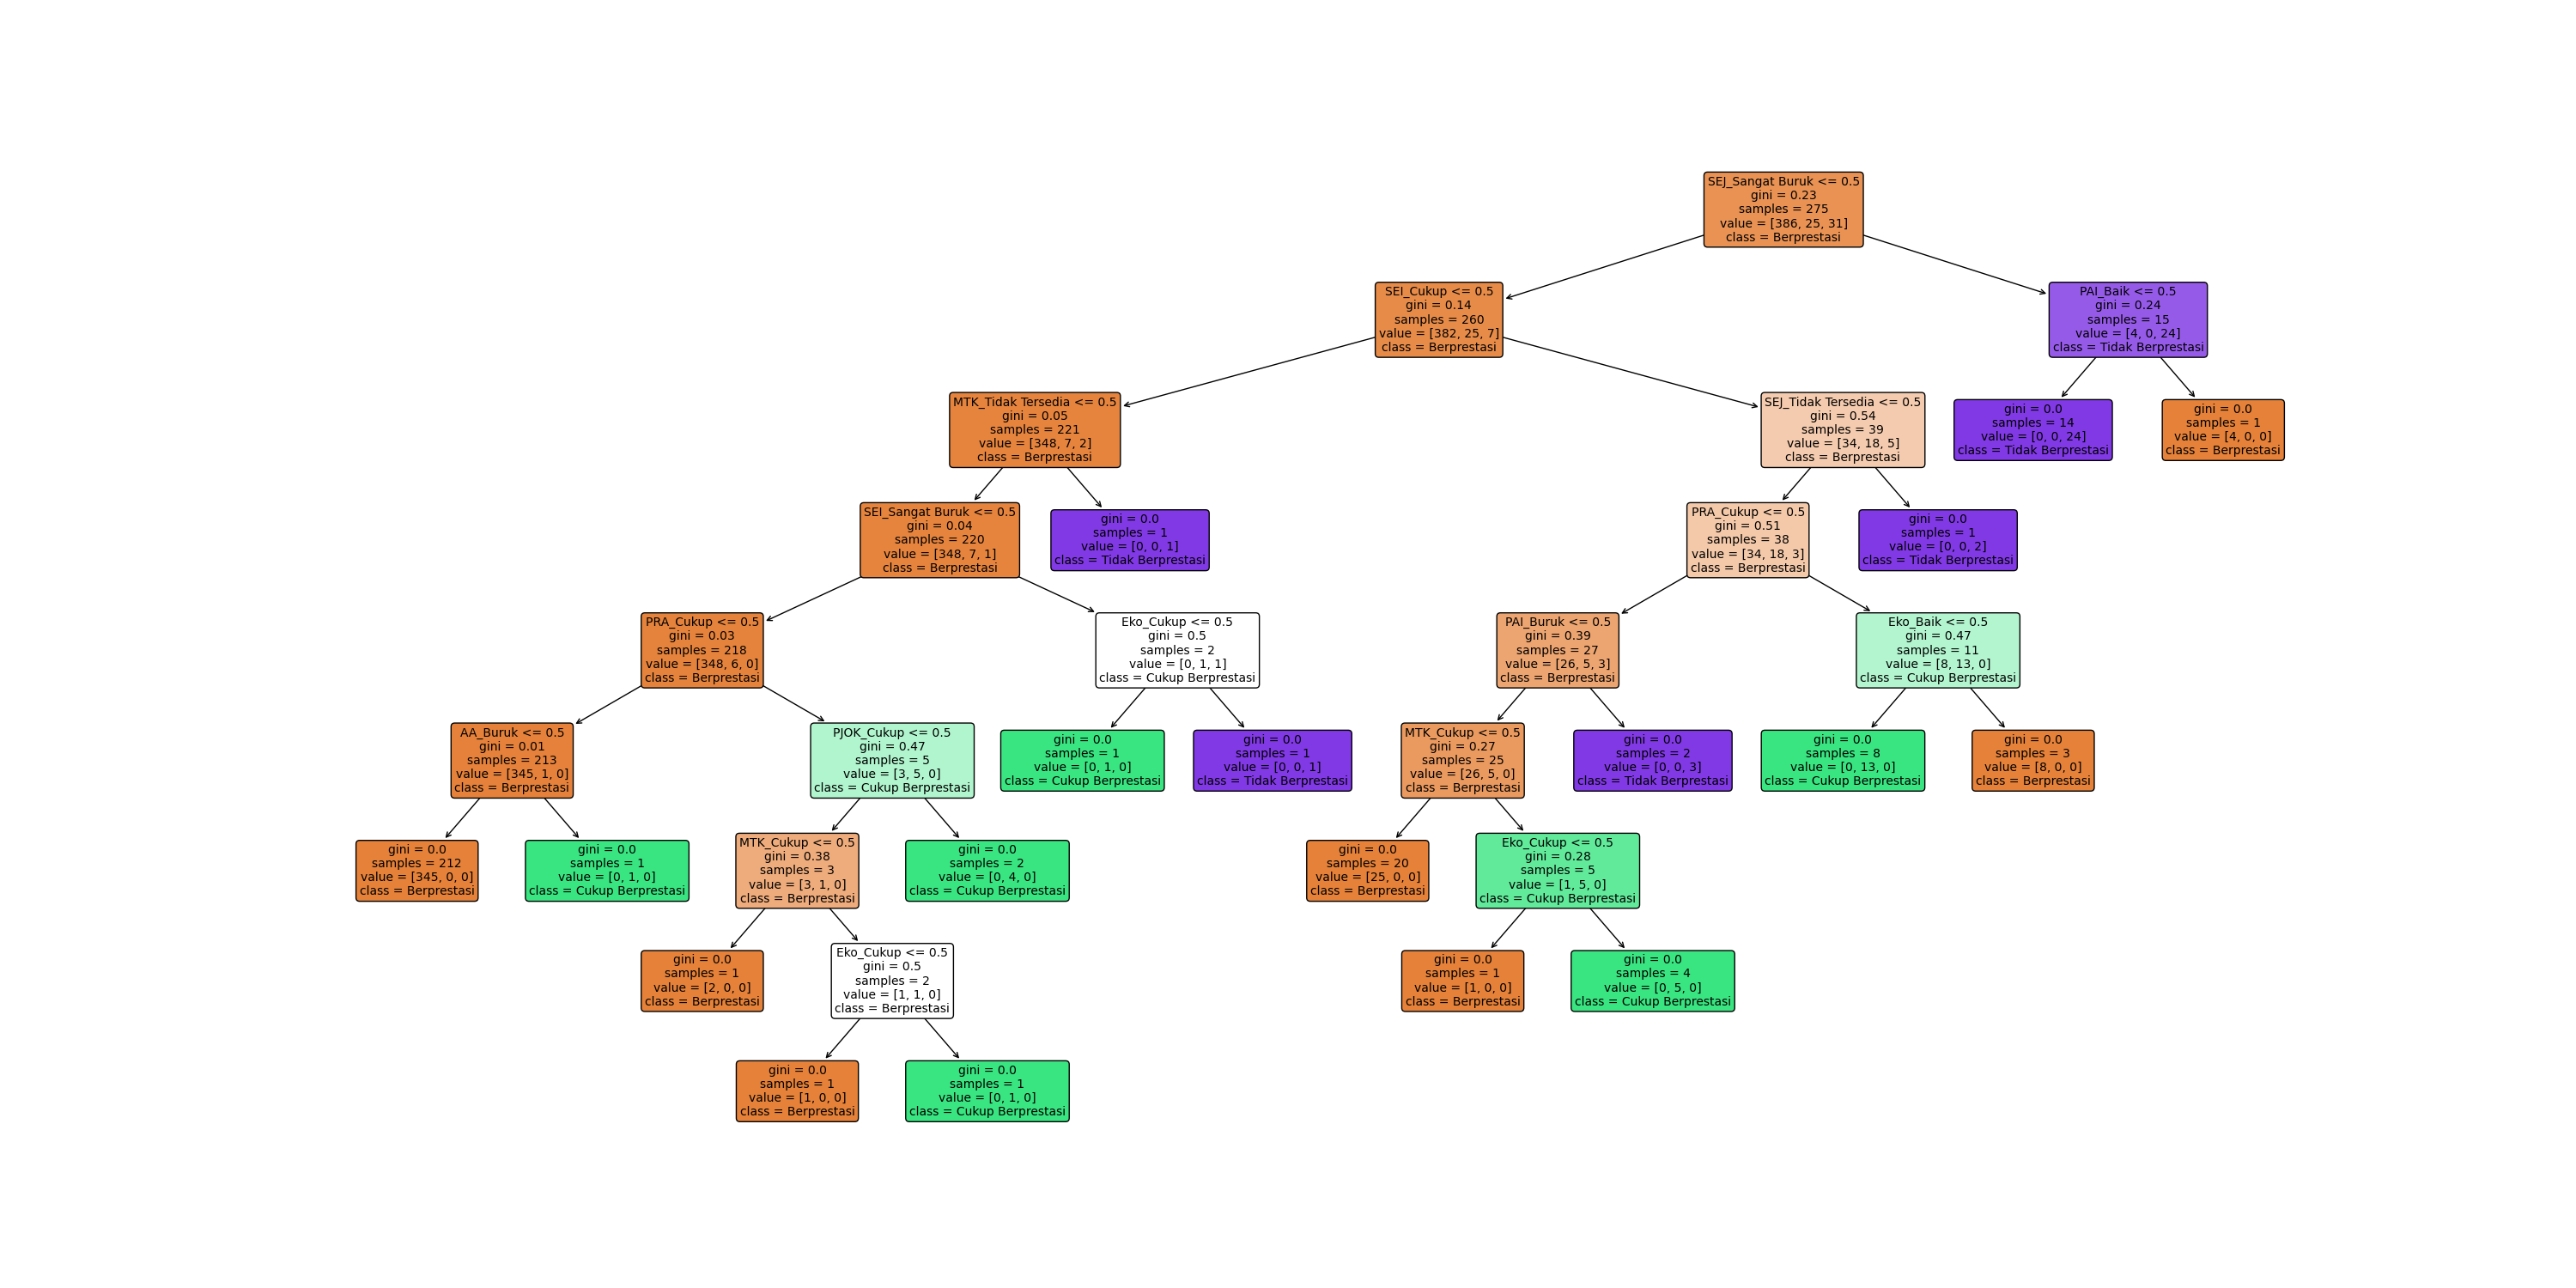 SEJ_Sangat Buruk <= 0.5
gini = 0.23
samples = 275
value = [386, 25, 31]
class = Berprestasi
SEI_Cukup <= 0.5
gini = 0.14
samples = 260
value = [382, 25, 7]
class = Berprestasi
PAI_Baik <= 0.5
gini = 0.24
samples = 15
value = [4, 0, 24]
class = Tidak Berprestasi
MTK_Tidak Tersedia <= 0.5
gini = 0.05
samples = 221
value = [348, 7, 2]
class = Berprestasi
SEJ_Tidak Tersedia <= 0.5
gini = 0.54
samples = 39
value = [34, 18, 5]
class = Berprestasi
gini = 0.0
samples = 14
value = [0, 0, 24]
class = Tidak Berprestasi
gini = 0.0
samples = 1
value = [4, 0, 0]
class = Berprestasi
SEI_Sangat Buruk <= 0.5
gini = 0.04
samples = 220
value = [348, 7, 1]
class = Berprestasi
gini = 0.0
samples = 1
value = [0, 0, 1]
class = Tidak Berprestasi
PRA_Cukup <= 0.5
gini = 0.51
samples = 38
value = [34, 18, 3]
class = Berprestasi
gini = 0.0
samples = 1
value = [0, 0, 2]
class = Tidak Berprestasi
PRA_Cukup <= 0.5
gini = 0.03
samples = 218
value = [348, 6, 0]
class = Berprestasi
Eko_Cukup <= 0.5
gini = 0.5
samples = 2
value = [0, 1, 1]
class = Cukup Berprestasi
PAI_Buruk <= 0.5
gini = 0.39
samples = 27
value = [26, 5, 3]
class = Berprestasi
Eko_Baik <= 0.5
gini = 0.47
samples = 11
value = [8, 13, 0]
class = Cukup Berprestasi
AA_Buruk <= 0.5
gini = 0.01
samples = 213
value = [345, 1, 0]
class = Berprestasi
PJOK_Cukup <= 0.5
gini = 0.47
samples = 5
value = [3, 5, 0]
class = Cukup Berprestasi
gini = 0.0
samples = 1
value = [0, 1, 0]
class = Cukup Berprestasi
gini = 0.0
samples = 1
value = [0, 0, 1]
class = Tidak Berprestasi
MTK_Cukup <= 0.5
gini = 0.27
samples = 25
value = [26, 5, 0]
class = Berprestasi
gini = 0.0
samples = 2
value = [0, 0, 3]
class = Tidak Berprestasi
gini = 0.0
samples = 8
value = [0, 13, 0]
class = Cukup Berprestasi
gini = 0.0
samples = 3
value = [8, 0, 0]
class = Berprestasi
gini = 0.0
samples = 212
value = [345, 0, 0]
class = Berprestasi
gini = 0.0
samples = 1
value = [0, 1, 0]
class = Cukup Berprestasi
MTK_Cukup <= 0.5
gini = 0.38
samples = 3
value = [3, 1, 0]
class = Berprestasi
gini = 0.0
samples = 2
value = [0, 4, 0]
class = Cukup Berprestasi
gini = 0.0
samples = 20
value = [25, 0, 0]
class = Berprestasi
Eko_Cukup <= 0.5
gini = 0.28
samples = 5
value = [1, 5, 0]
class = Cukup Berprestasi
gini = 0.0
samples = 1
value = [2, 0, 0]
class = Berprestasi
Eko_Cukup <= 0.5
gini = 0.5
samples = 2
value = [1, 1, 0]
class = Berprestasi
gini = 0.0
samples = 1
value = [1, 0, 0]
class = Berprestasi
gini = 0.0
samples = 4
value = [0, 5, 0]
class = Cukup Berprestasi
gini = 0.0
samples = 1
value = [1, 0, 0]
class = Berprestasi
gini = 0.0
samples = 1
value = [0, 1, 0]
class = Cukup Berprestasi